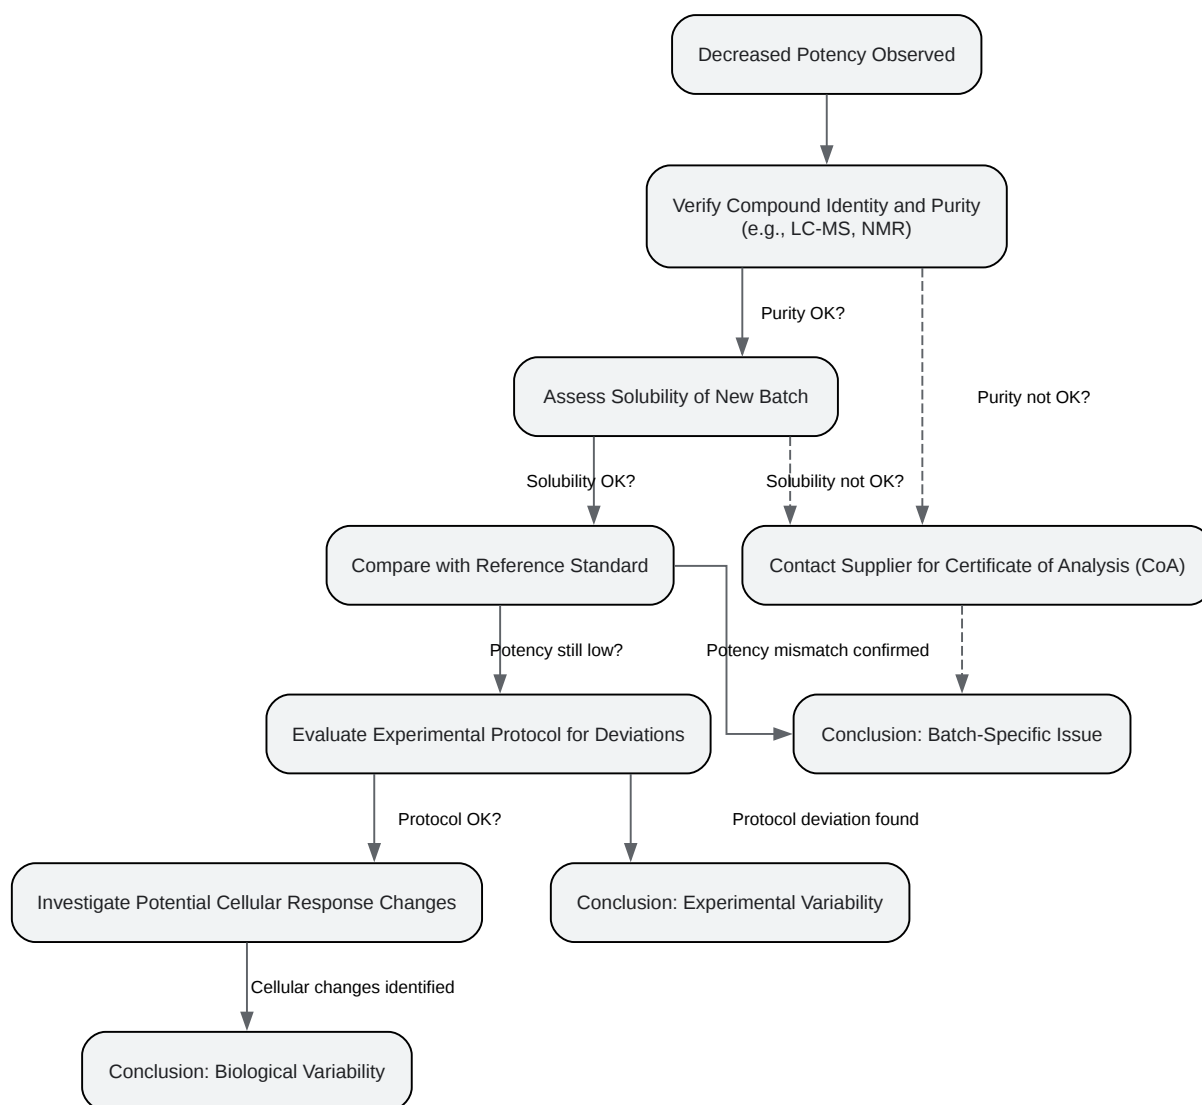 Decreased Potency Observed
Verify Compound Identity and Purity
(e.g., LC-MS, NMR)
Purity OK?
Assess Solubility of New Batch
Purity not OK?
Solubility OK?
Solubility not OK?
Compare with Reference Standard
Contact Supplier for Certificate of Analysis (CoA)
Potency still low?
Potency mismatch confirmed
Evaluate Experimental Protocol for Deviations
Conclusion: Batch-Specific Issue
Protocol OK?
Protocol deviation found
Investigate Potential Cellular Response Changes
Conclusion: Experimental Variability
Cellular changes identified
Conclusion: Biological Variability